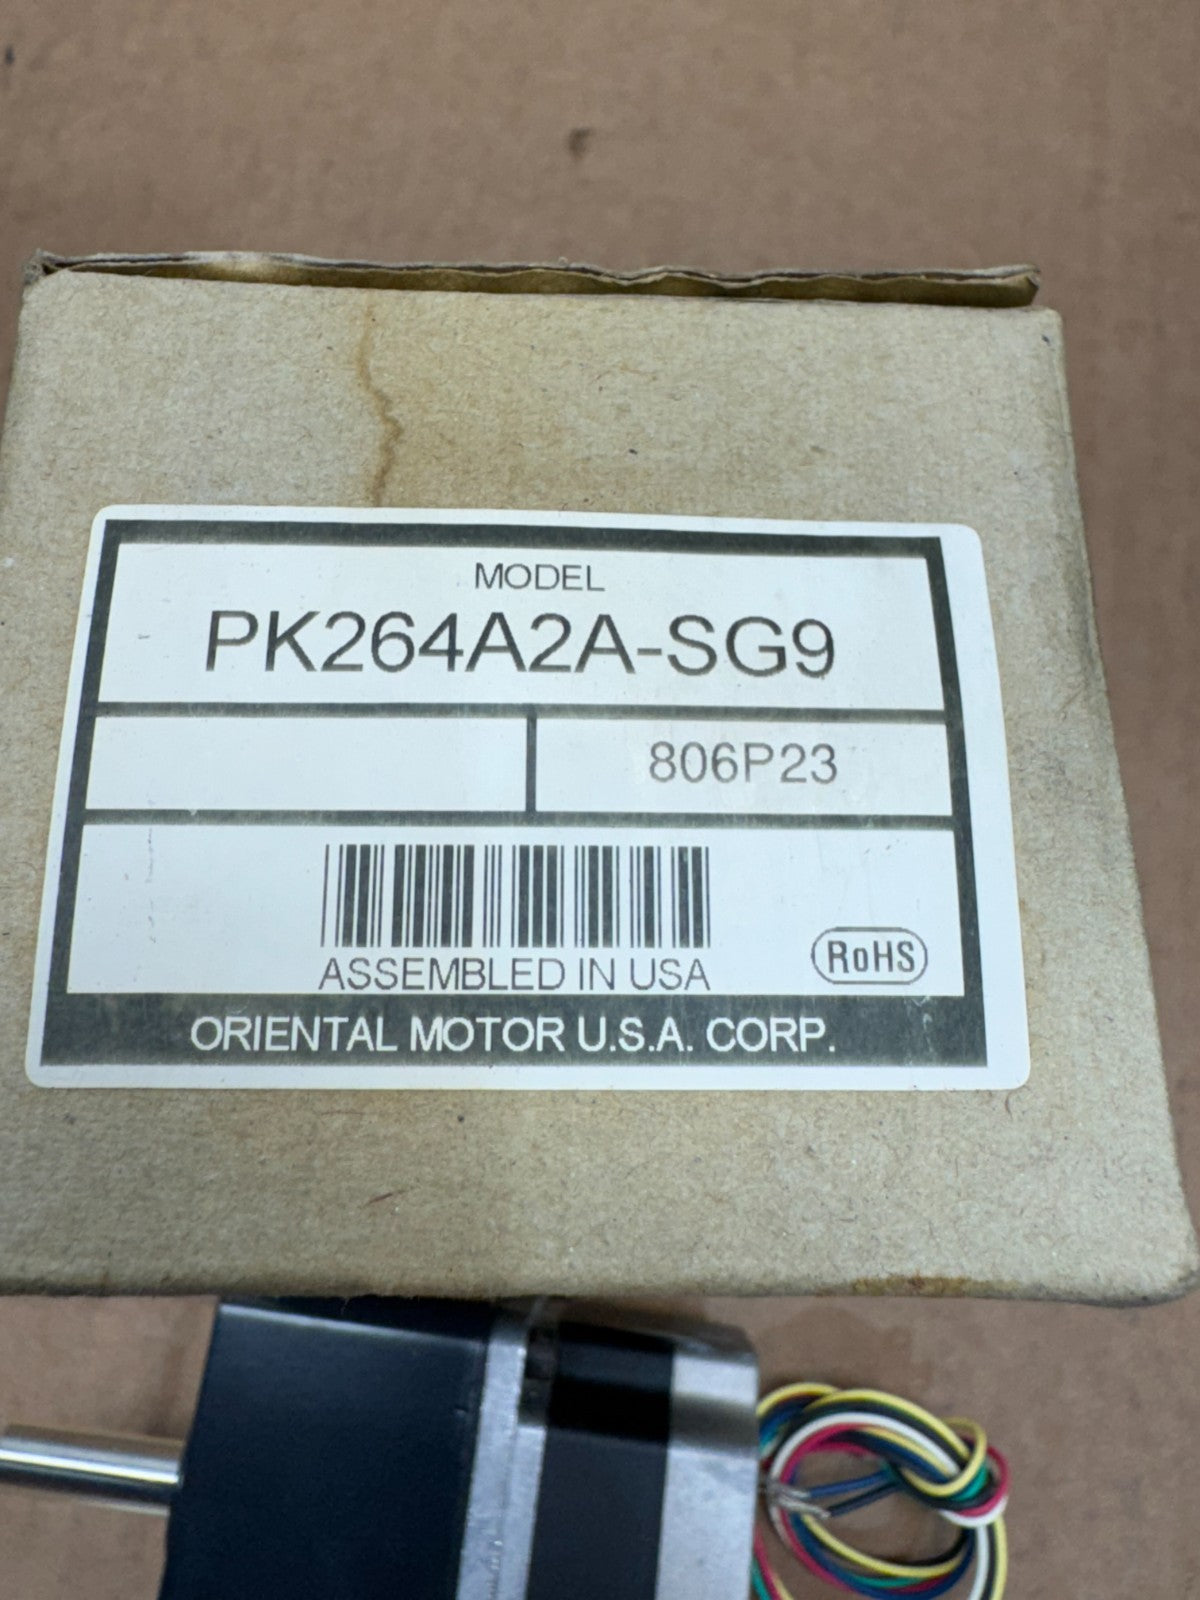 MODEL
PK264A2A-SG9
806P23
ASSEMBLED IN USA
RoHS
ORIENTAL MOTOR U.S.A. CORP.